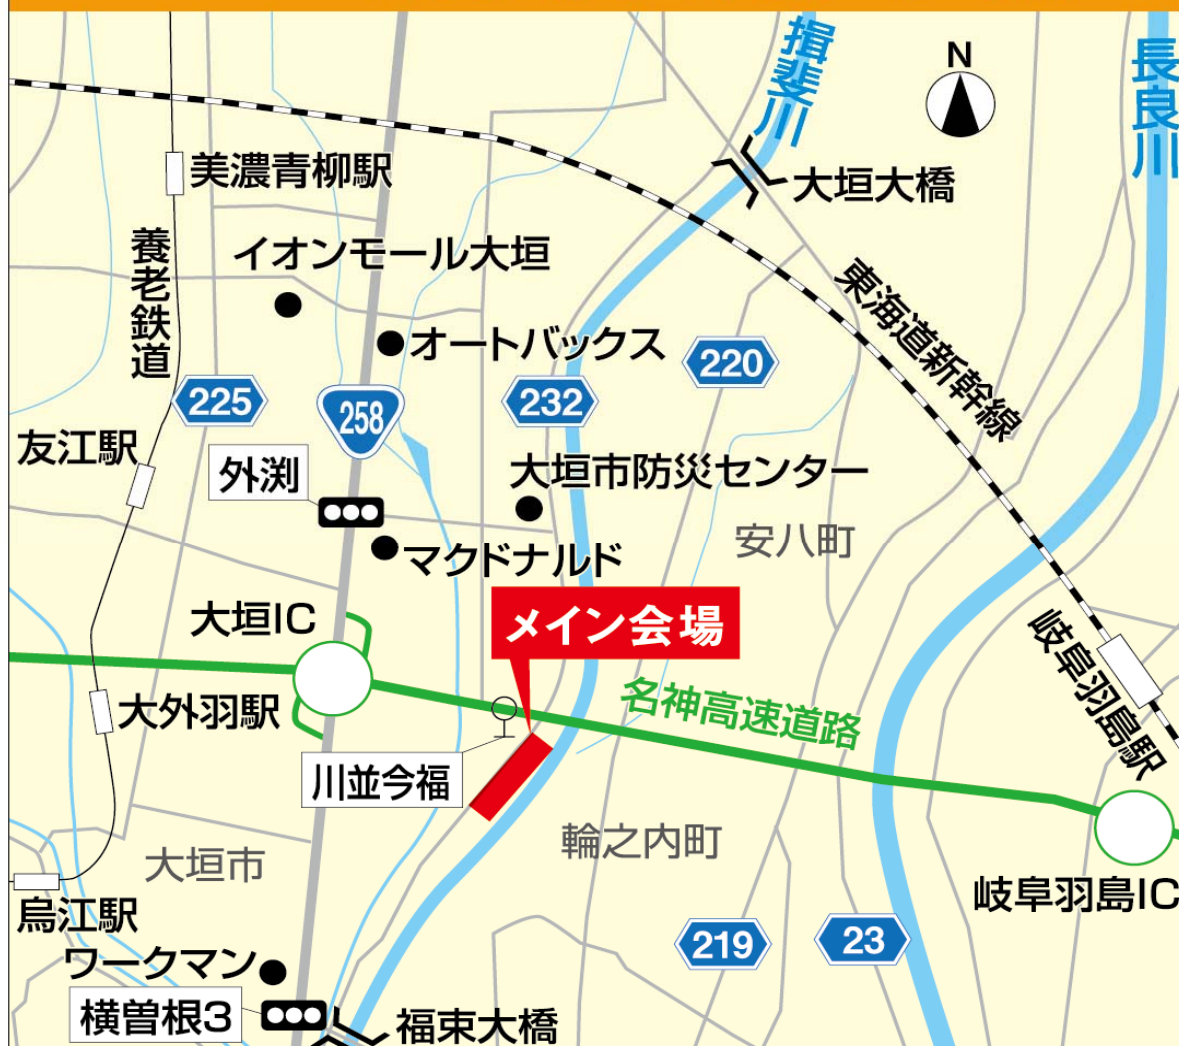 揖斐川
長良川
N
大垣大橋
美濃青柳駅
養老鉄道
イオンモール大垣
オートバックス
東海道新幹線
220
225
258
232
友江駅
外渕
大垣市防災センター
安八町
マクドナルド
大垣IC
メイン会場
岐阜羽島駅
大外羽駅
名神高速道路
川並今福
輪之内町
大垣市
岐阜羽島IC
烏江駅
219
23
ワークマン
横曽根3
福束大橋